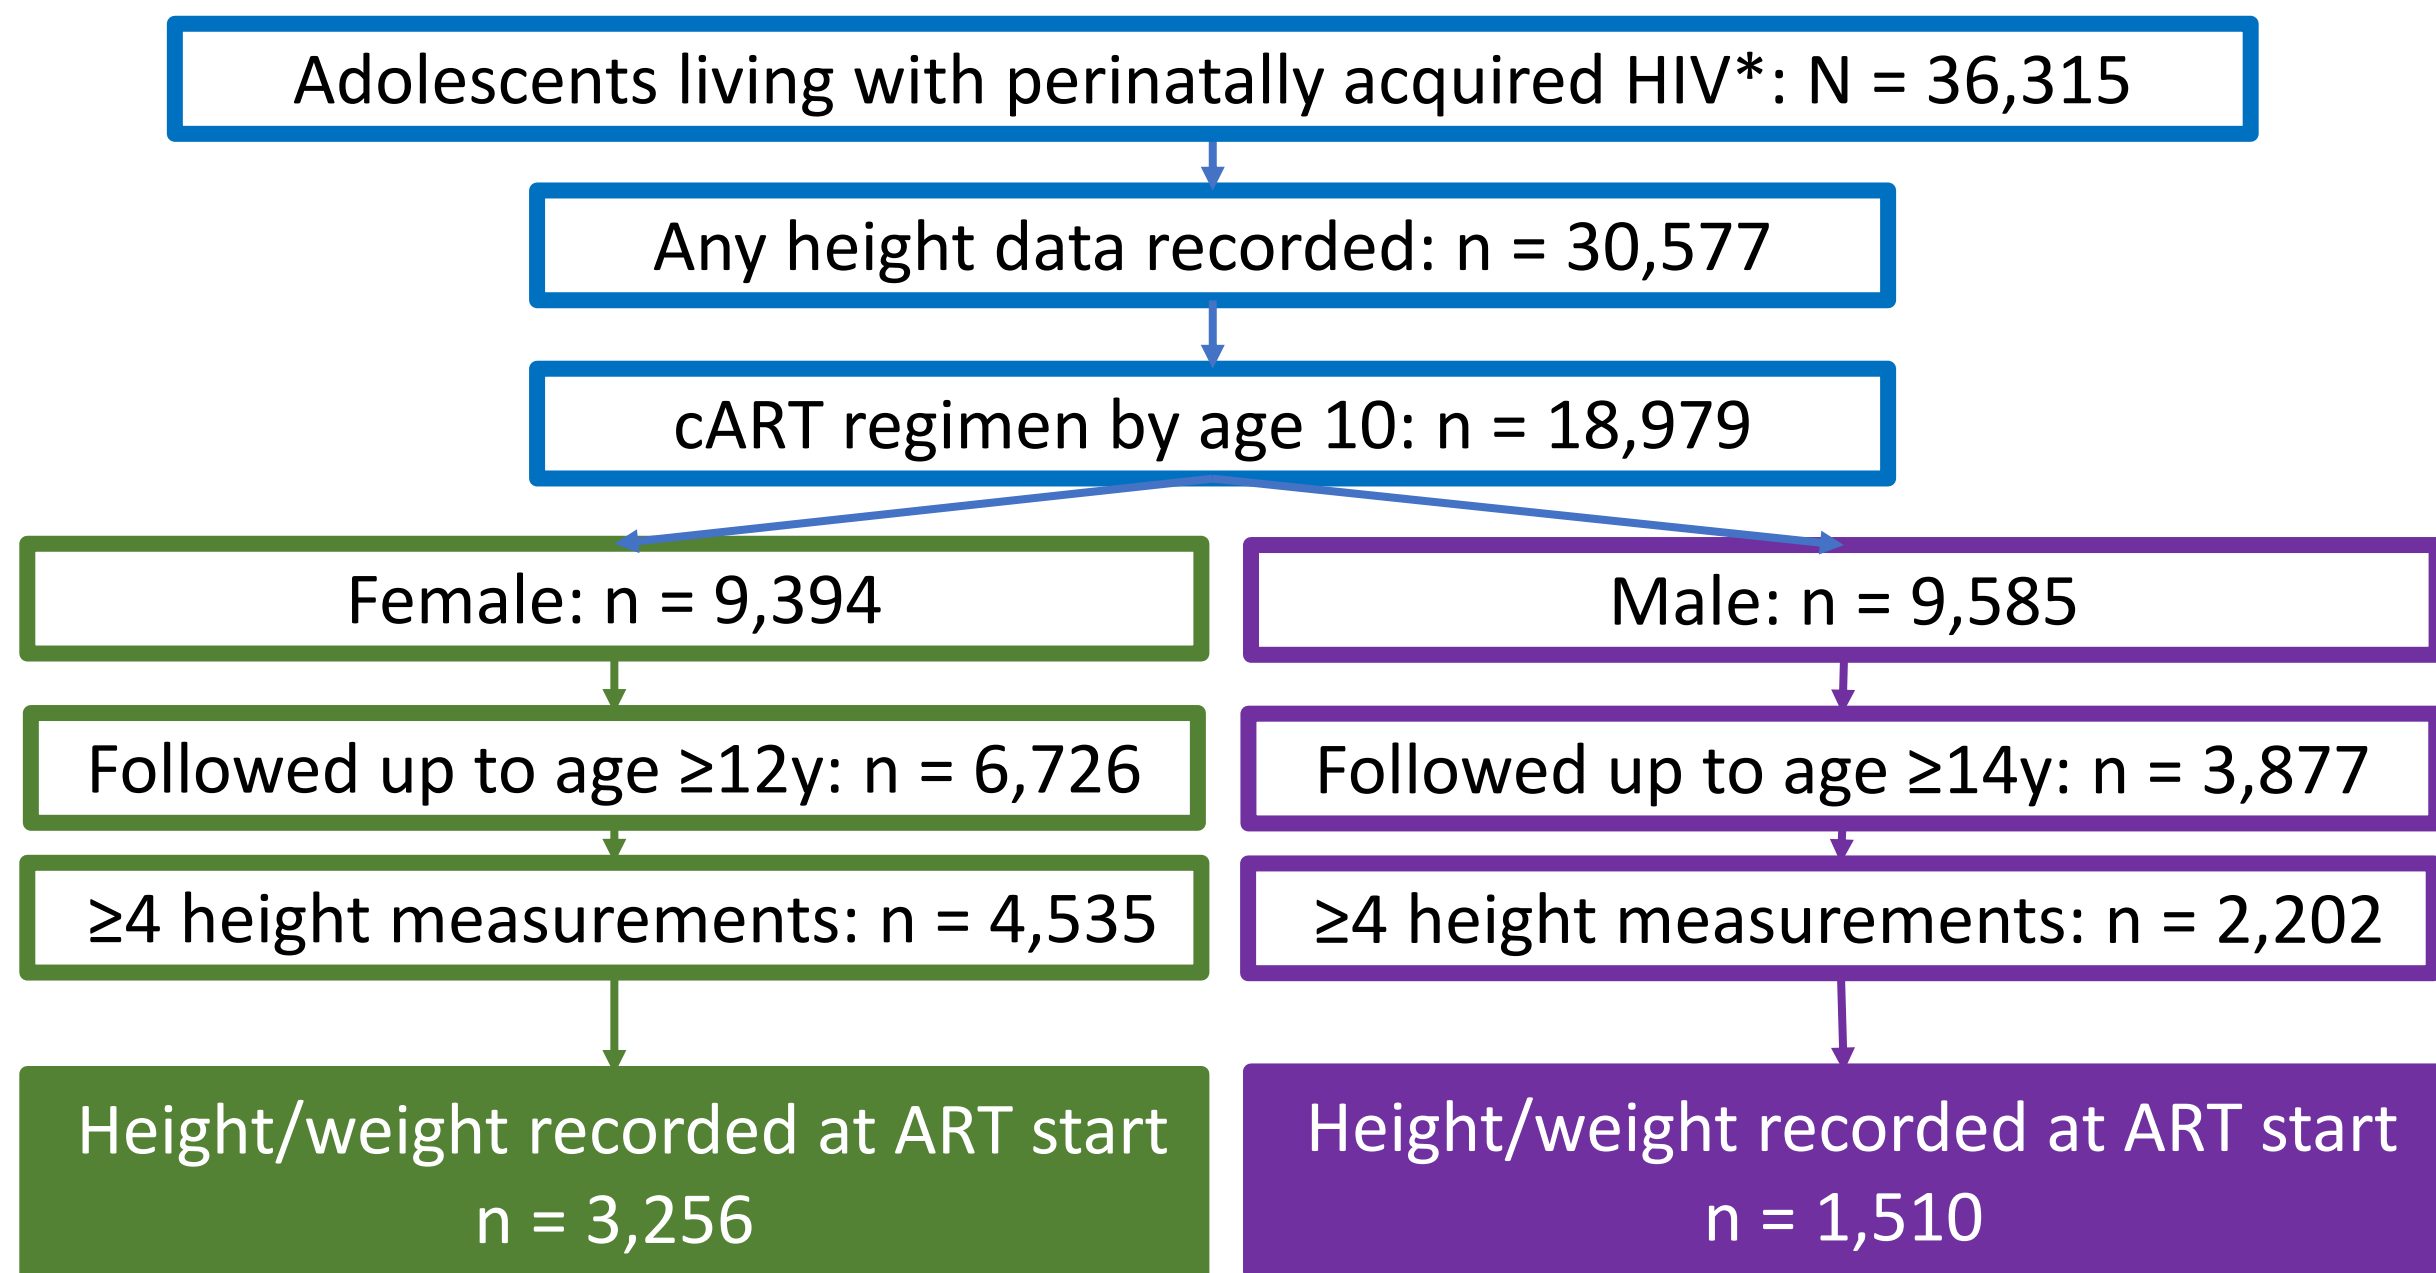 Adolescents living with perinatally acquired HIV*: N = 36,315
Any height data recorded: n = 30,577
cART regimen by age 10: n = 18,979
Female: n = 9,394
Male: n = 9,585
Followed up to age ≥12y: n = 6,726
Followed up to age ≥14y: n = 3,877
≥4 height measurements: n = 4,535
≥4 height measurements: n = 2,202
Height/weight recorded at ART start
n = 3,256
Height/weight recorded at ART start
n = 1,510